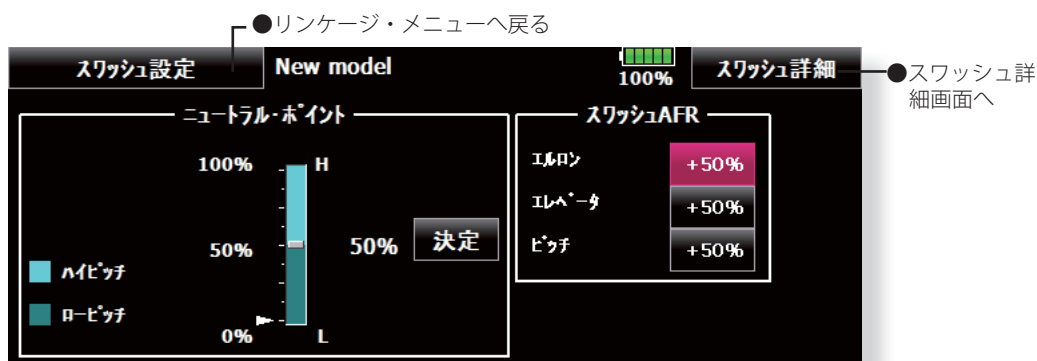 ●リンケージ・メニューへ戻る
スワッシュ設定 New model 100% スワッシュ詳細
●スワッシュ詳
細画面へ
ニュートラル・ポイント
100% H
50% 50% 決定
ハイピッチ
ローピッチ
0% L
スワッシュAFR
エルロン +50%
エレベータ +50%
ピッチ +50%